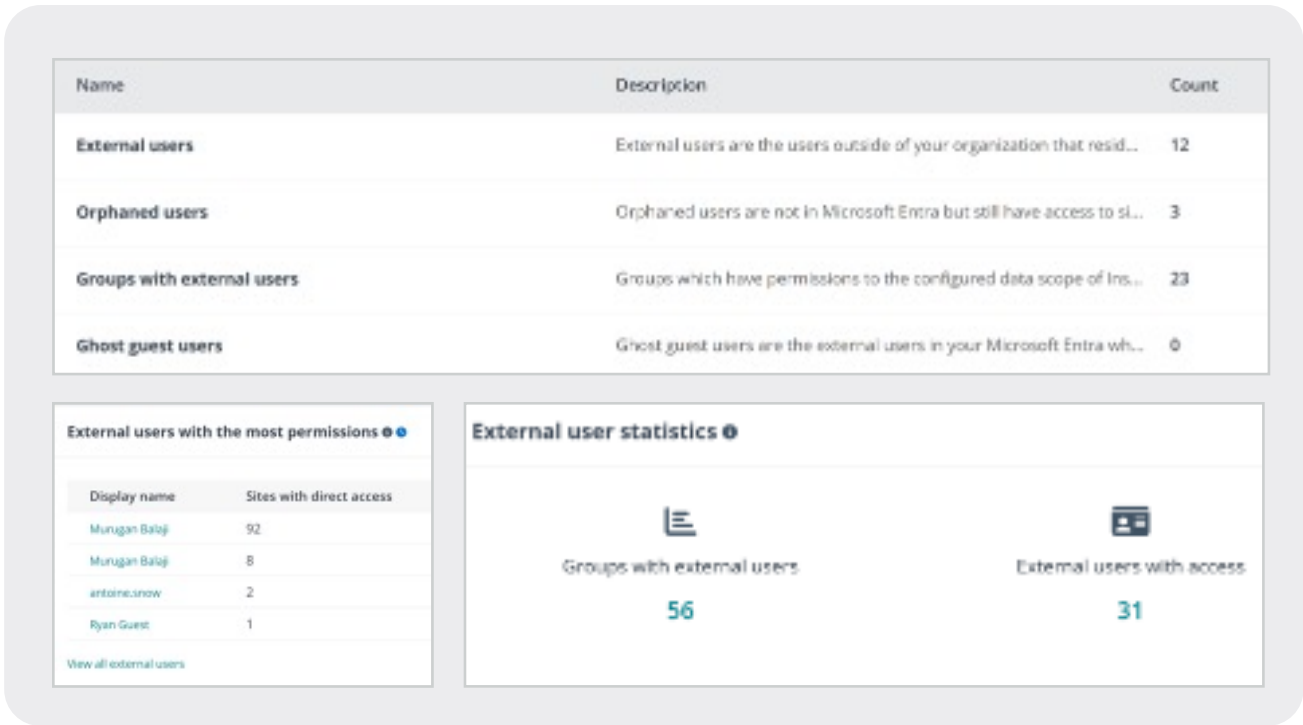 Name Description Count
External users External users are the users outside of your organization that resid... 12
Orphaned users Orphaned users are not in Microsoft Entra but still have access to si... 3
Groups with external users Groups which have permissions to the configured data scope of Ins... 23
Ghost guest users Ghost guest users are the external users in your Microsoft Entra wh... 0
External users with the most permissions
Display name Sites with direct access
Murugan Balaji 92
Murugan Balaji 8
antoine.snow 2
Ryan Guest 1
View all external users
External user statistics
Groups with external users
56
External users with access
31